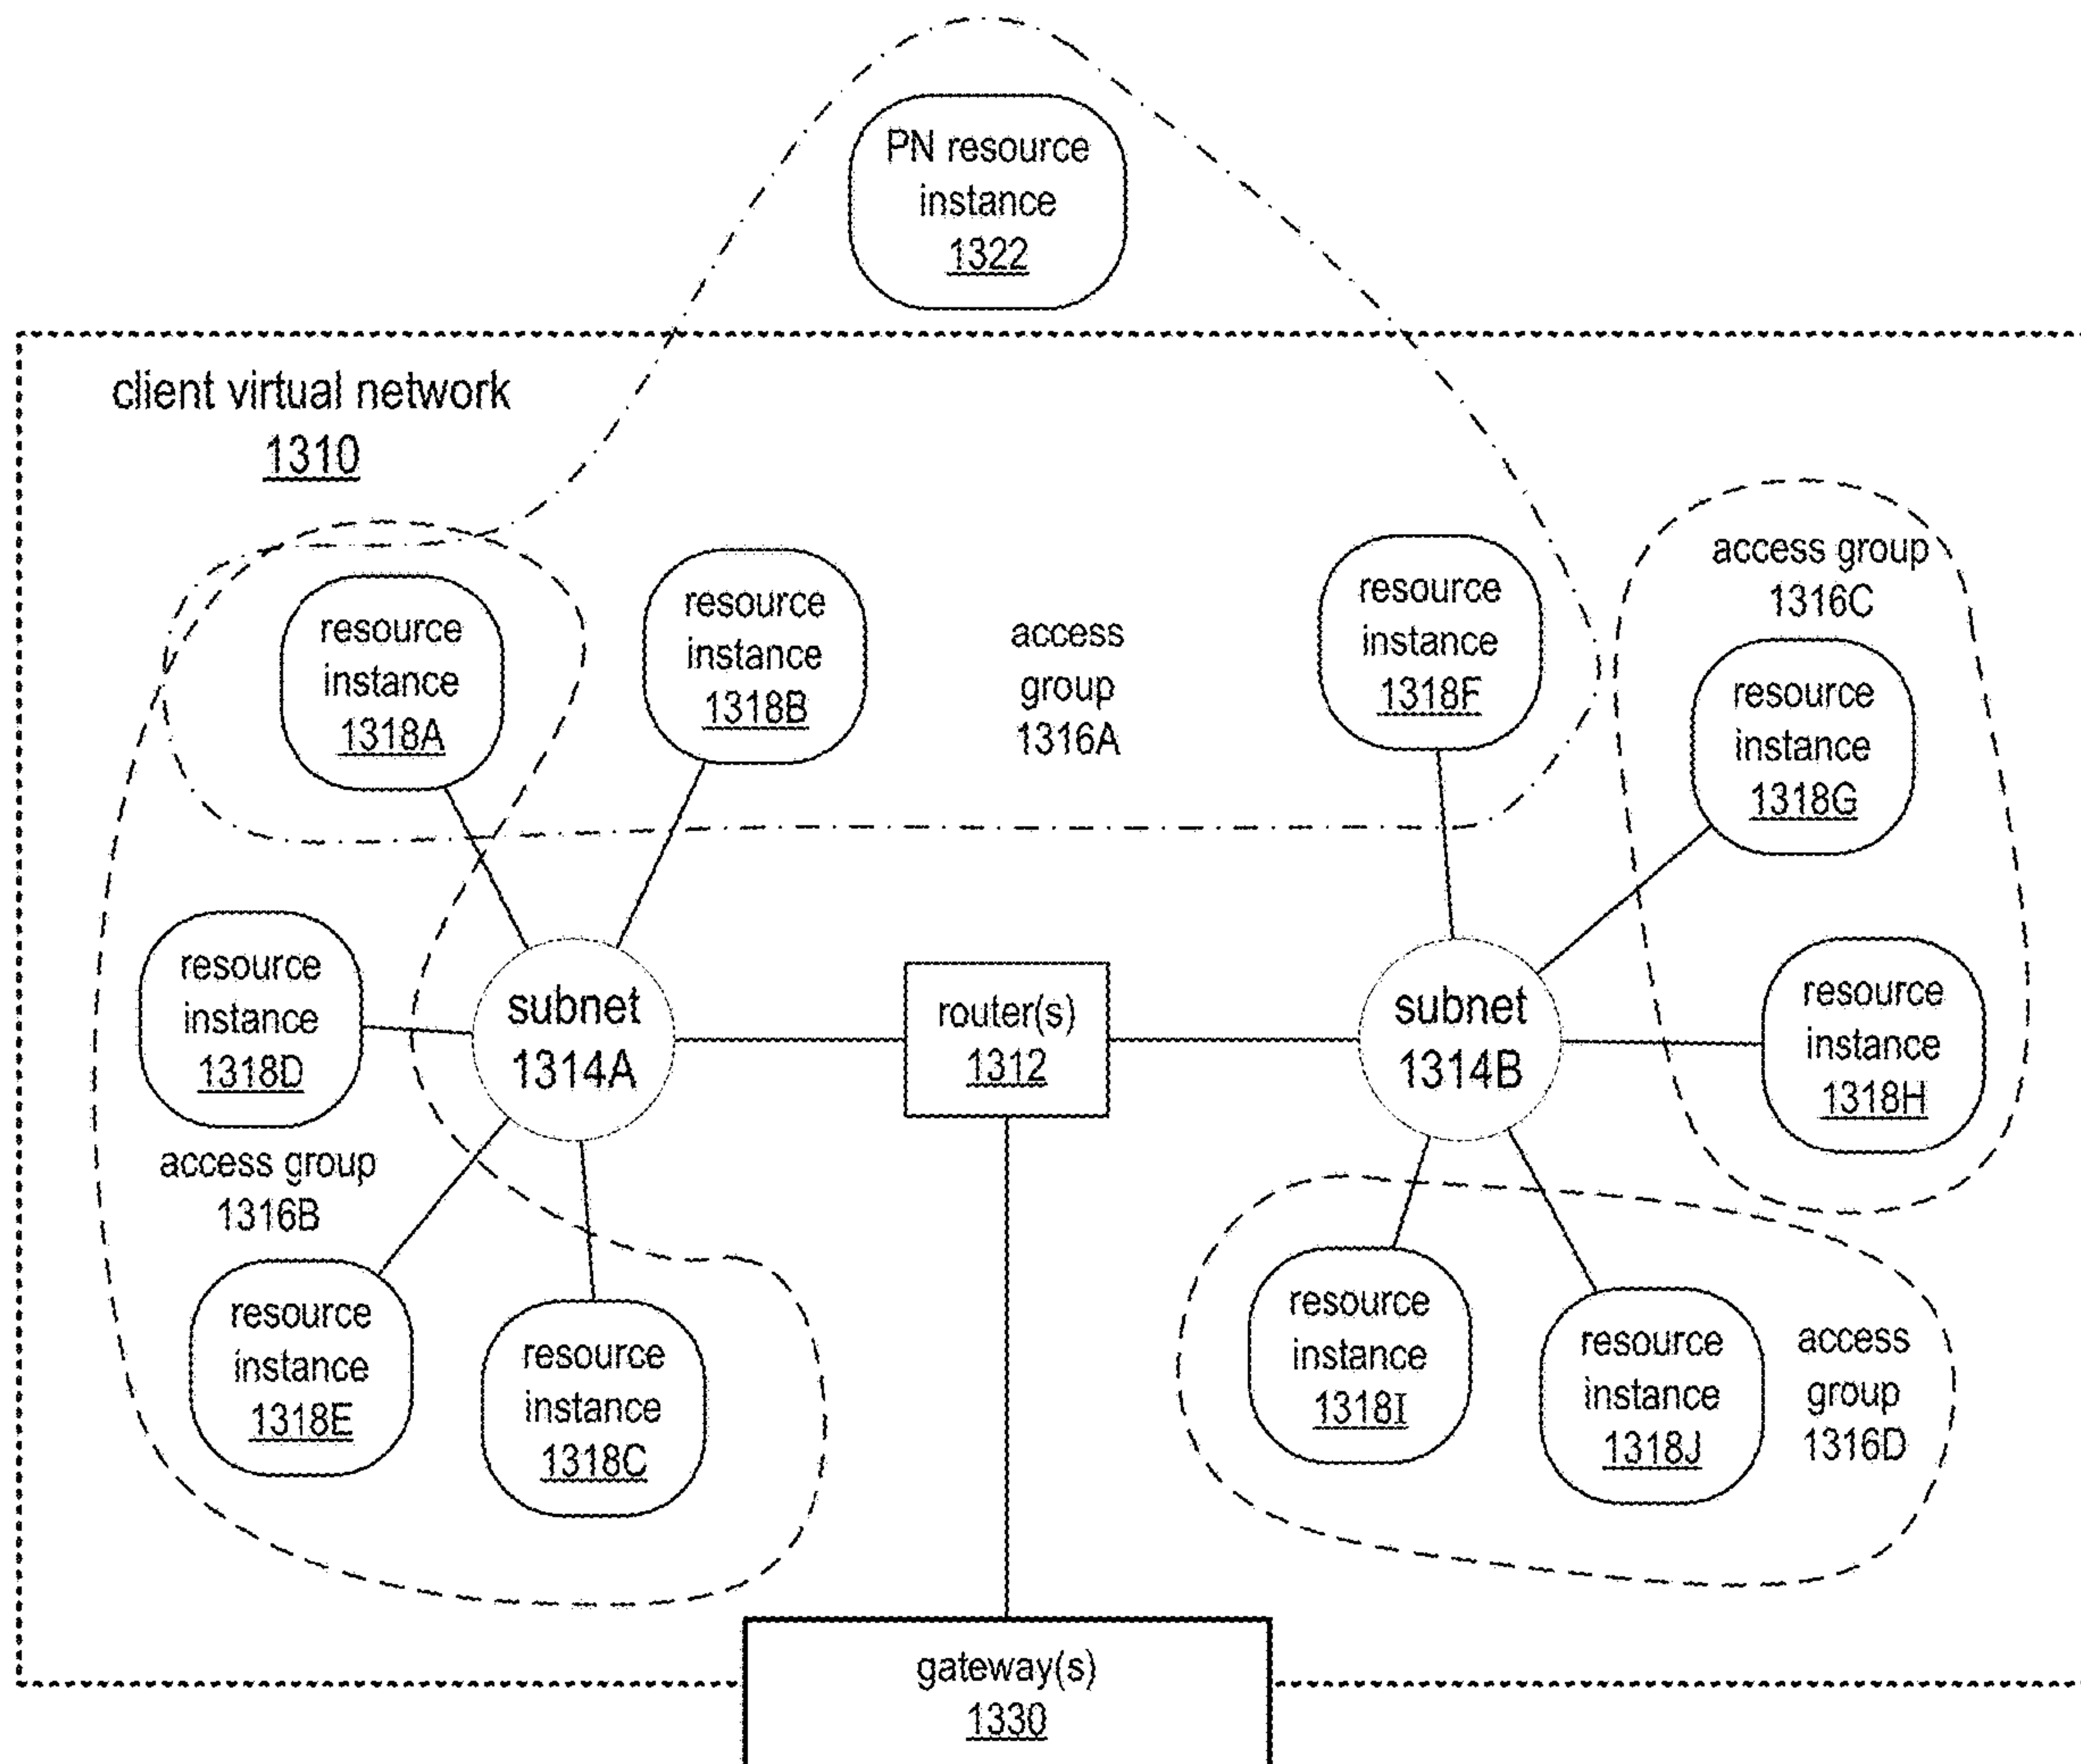 PN resource
instance
1322
client virtual network
1310
resource
instance
1318A
resource
instance
1318B
access
group
1316A
resource
instance
1318F
access group
1316C
resource
instance
1318G
resource
instance
1318D
subnet
1314A
router(s)
1312
subnet
1314B
resource
instance
1318H
access group
1316B
resource
instance
1318E
resource
instance
1318C
resource
instance
1318I
resource
instance
1318J
access
group
1316D
gateway(s)
1330